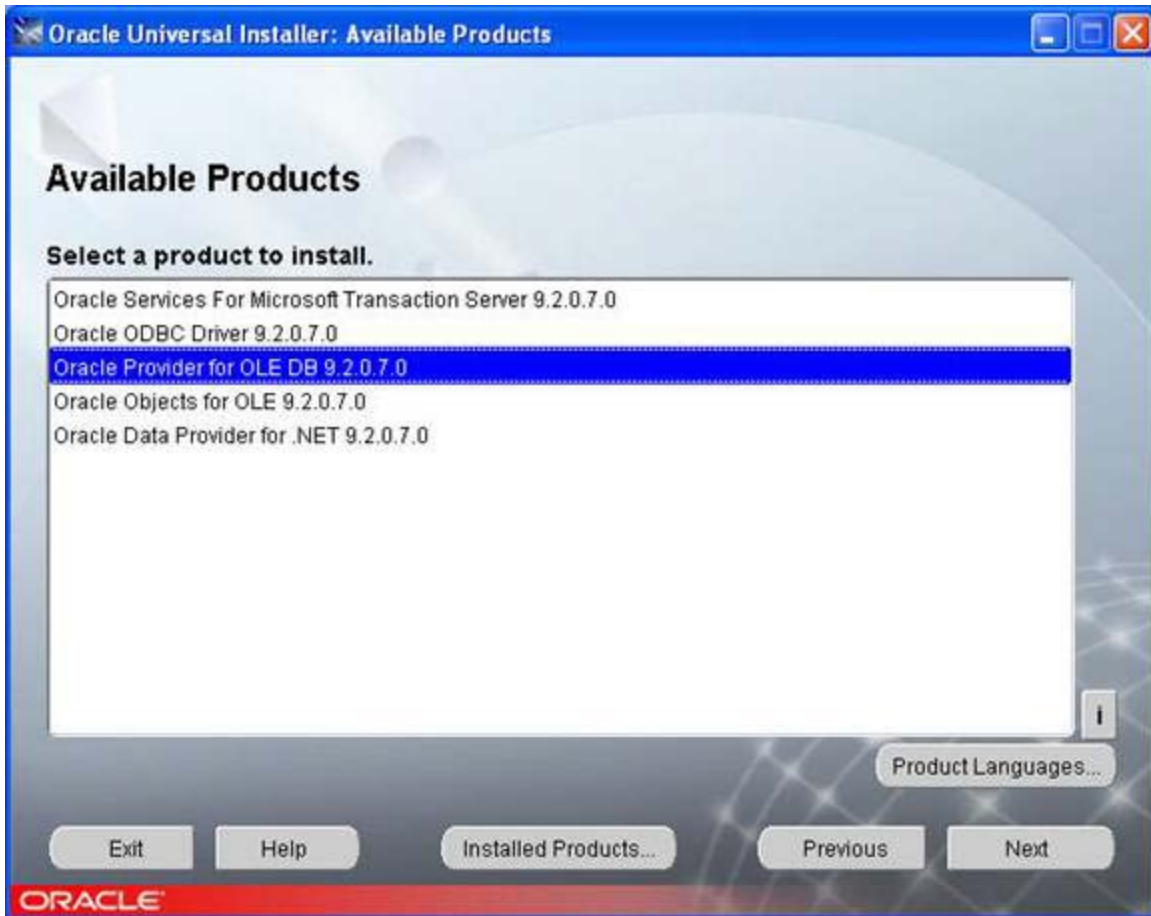 Oracle Universal Installer: Available Products
Available Products
Select a product to install.
Oracle Services For Microsoft Transaction Server 9.2.0.7.0
Oracle ODBC Driver 9.2.0.7.0
Oracle Provider for OLE DB 9.2.0.7.0
Oracle Objects for OLE 9.2.0.7.0
Oracle Data Provider for .NET 9.2.0.7.0
i
Product Languages...
Exit Help Installed Products... Previous Next
ORACLE